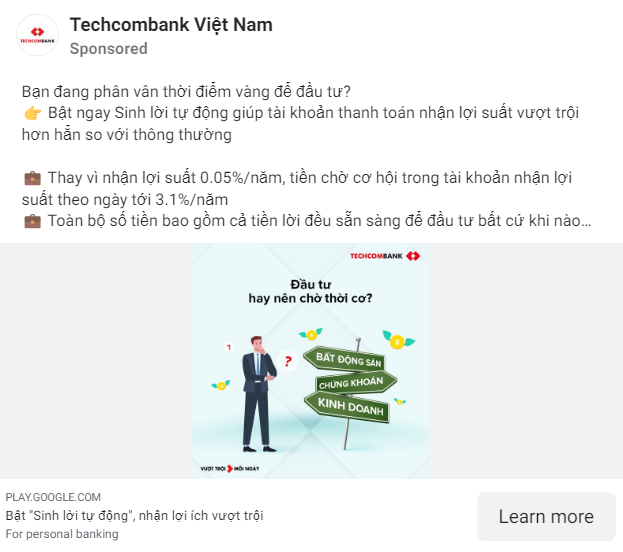 Techcombank Việt Nam
TECHCOMBANK
Sponsored
Bạn đang phân vân thời điểm vàng để đầu tư?
👉 Bật ngay Sinh lời tự động giúp tài khoản thanh toán nhận lợi suất vượt trội
hơn hẳn so với thông thường
💼 Thay vì nhận lợi suất 0.05%/năm, tiền chờ cơ hội trong tài khoản nhận lợi
suất theo ngày tới 3.1%/năm
💼 Toàn bộ số tiền bao gồm cả tiền lời đều sẵn sàng để đầu tư bất cứ khi nào...
TECHCOMBANK
Đầu tư
hay nên chờ thời cơ?
?
?
BẤT ĐỘNG SẢN
CHỨNG KHOÁN
KINH DOANH
VƯỢT TRỘI MỖI NGÀY
PLAY.GOOGLE.COM
Bật "Sinh lời tự động", nhận lợi ích vượt trội
For personal banking
Learn more